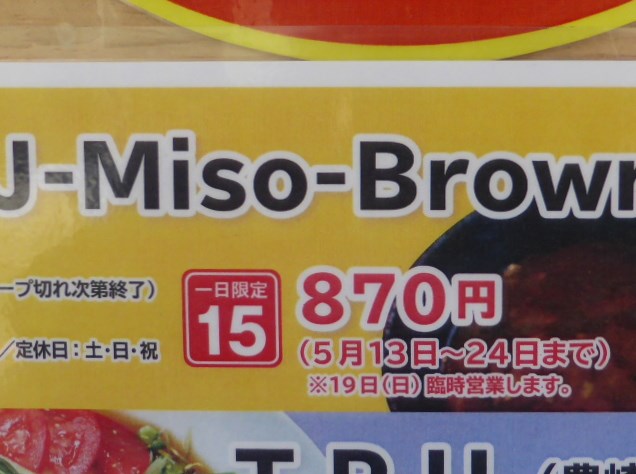 J-Miso-Brown
ープ切れ次第終了)
一日限定
15
870円
/定休日:土・日・祝
(5月13日~24日まで)
※19日(日)臨時営業します。